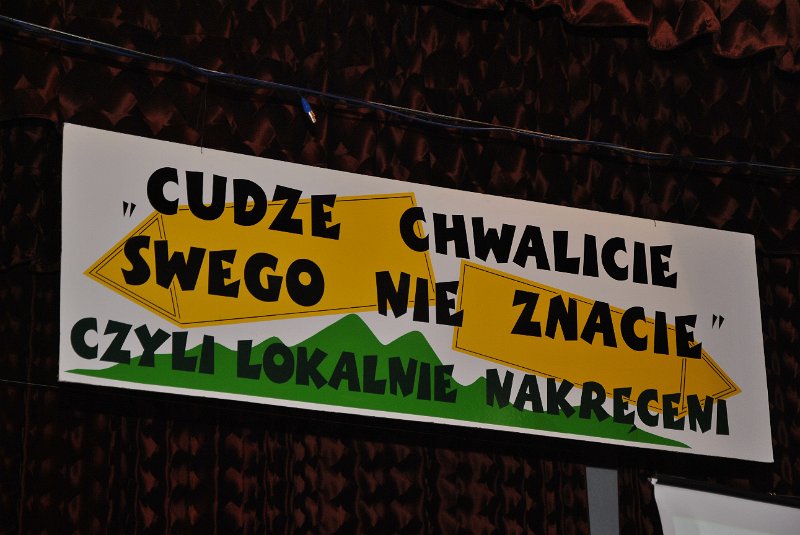 "CUDZE CHWALICIE
SWEGO NIE ZNACIE"
CZYLI LOKALNIE NAKRĘCENI